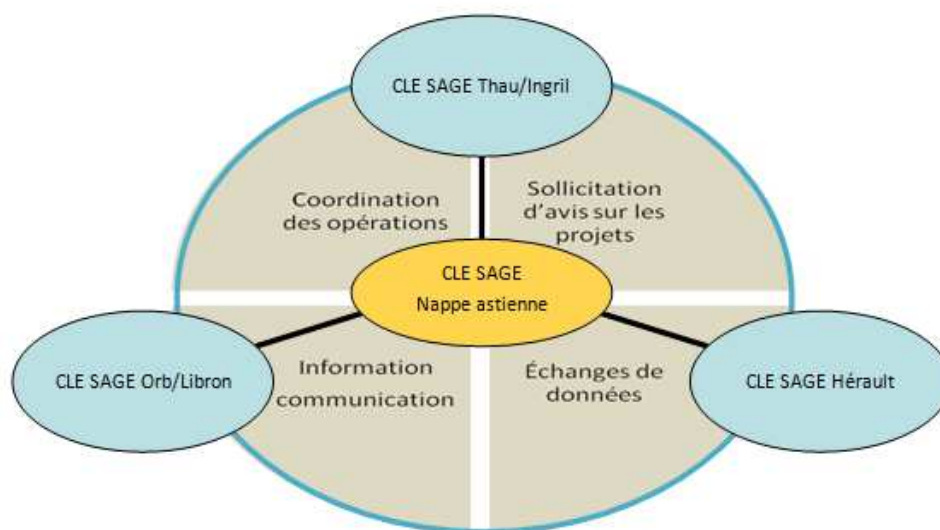 CLE SAGE Thau/Ingril
Coordination
des opérations
Sollicitation
d'avis sur les
projets
CLE SAGE
Nappe astienne
CLE SAGE Orb/Libron
Information
communication
Échanges de
données
CLE SAGE Hérault